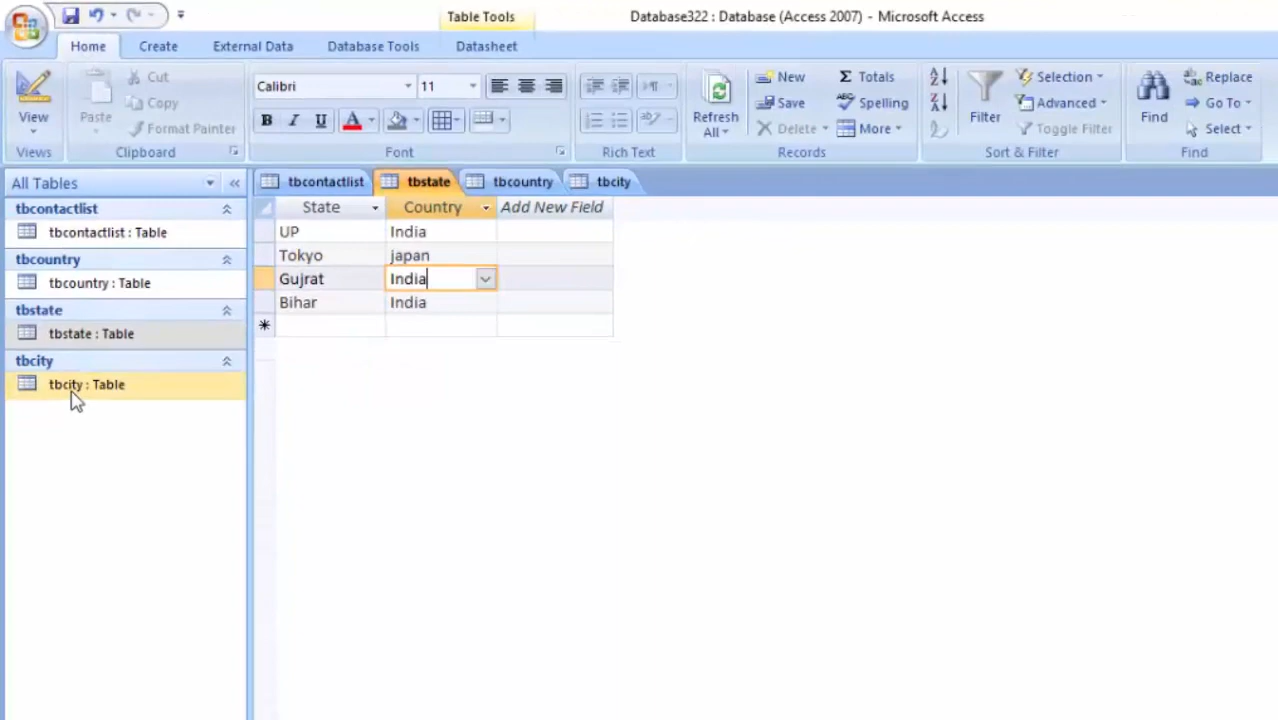 Table Tools
Database322 : Database (Access 2007) - Microsoft Access
Home Create External Data Database Tools Datasheet
View
Views
Paste
Cut
Copy
Format Painter
Clipboard
Calibri 11
B I U A
Font
Rich Text
Refresh
All
New
Save
Delete
Totals
Spelling
More
Records
Filter
Selection
Advanced
Toggle Filter
Sort & Filter
Find
Replace
Go To
Select
Find
All Tables
tbcontactlist
tbcontactlist : Table
tbcountry
tbcountry : Table
tbstate
tbstate : Table
tbcity
tbcity : Table
tbcontactlist tbstate tbcountry tbcity
State Country Add New Field
UP India
Tokyo japan
Gujrat India
Bihar India